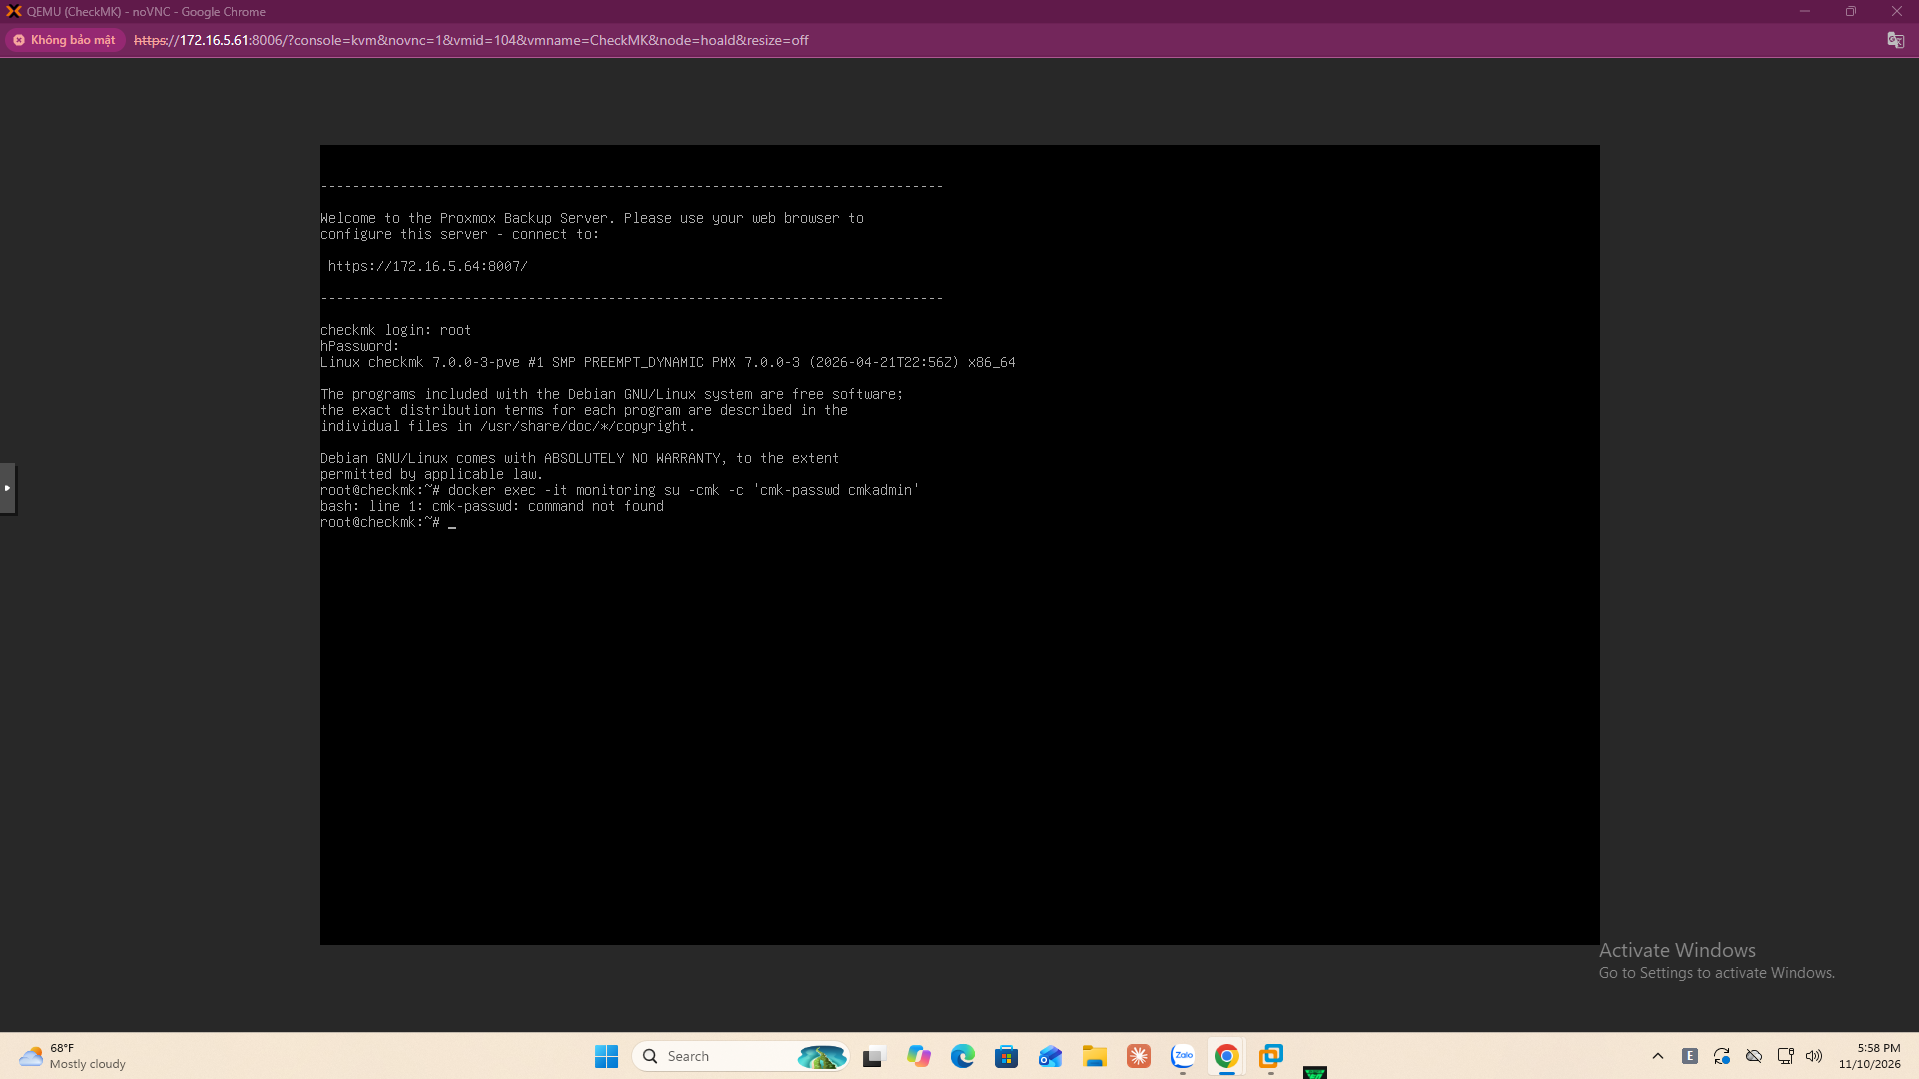 QEMU (CheckMK) - noVNC - Google Chrome
Không bảo mật https://172.16.5.61:8006/?console=kvm&novnc=1&vmid=104&vmname=CheckMK&node=hoald&resize=off
------------------------------------------------------------------------------
Welcome to the Proxmox Backup Server. Please use your web browser to
configure this server - connect to:
https://172.16.5.64:8007/
------------------------------------------------------------------------------
checkmk login: root
hPassword:
Linux checkmk 7.0.0-3-pve #1 SMP PREEMPT_DYNAMIC PMX 7.0.0-3 (2026-04-21T22:56Z) x86_64
The programs included with the Debian GNU/Linux system are free software;
the exact distribution terms for each program are described in the
individual files in /usr/share/doc/*/copyright.
Debian GNU/Linux comes with ABSOLUTELY NO WARRANTY, to the extent
permitted by applicable law.
root@checkmk:~# docker exec -it monitoring su -cmk -c 'cmk-passwd cmkadmin'
bash: line 1: cmk-passwd: command not found
root@checkmk:~# _
Activate Windows
Go to Settings to activate Windows.
68°F
Mostly cloudy
Search
Zalo
E
5:58 PM
11/10/2026